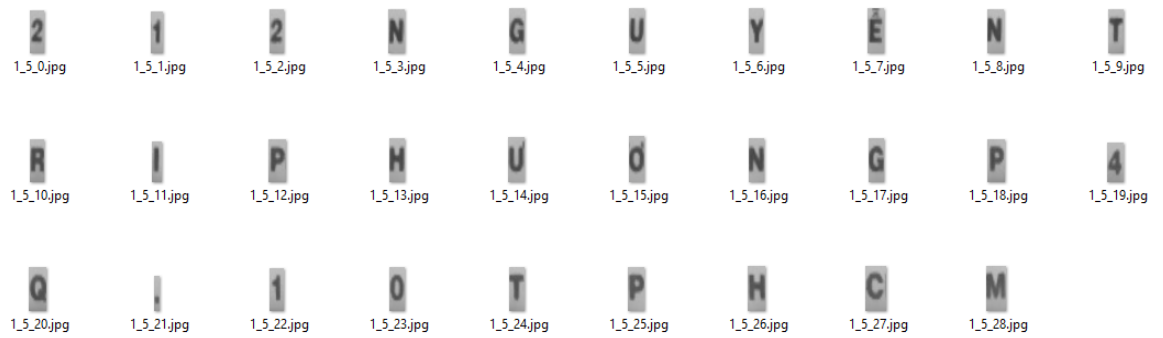 2 1 2 N G U Y Ễ N T
1_5_0.jpg 1_5_1.jpg 1_5_2.jpg 1_5_3.jpg 1_5_4.jpg 1_5_5.jpg 1_5_6.jpg 1_5_7.jpg 1_5_8.jpg 1_5_9.jpg
R I P H Ư Ơ N G P 4
1_5_10.jpg 1_5_11.jpg 1_5_12.jpg 1_5_13.jpg 1_5_14.jpg 1_5_15.jpg 1_5_16.jpg 1_5_17.jpg 1_5_18.jpg 1_5_19.jpg
Q . 1 0 T P H C M
1_5_20.jpg 1_5_21.jpg 1_5_22.jpg 1_5_23.jpg 1_5_24.jpg 1_5_25.jpg 1_5_26.jpg 1_5_27.jpg 1_5_28.jpg